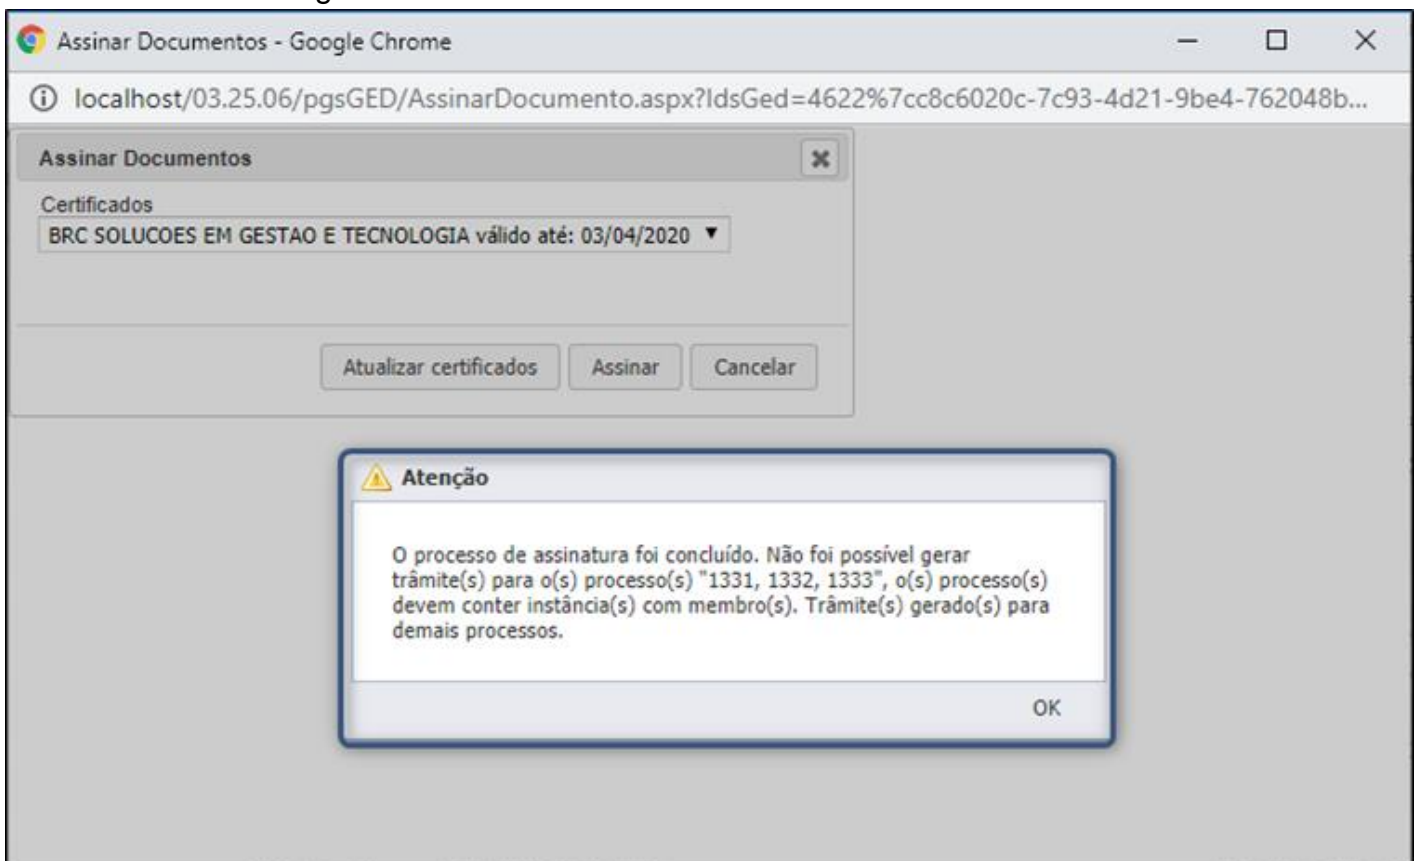 Assinar Documentos - Google Chrome
localhost/03.25.06/pgsGED/AssinarDocumento.aspx?IdsGed=4622%7cc8c6020c-7c93-4d21-9be4-762048b...
Assinar Documentos
Certificados
BRC SOLUCOES EM GESTAO E TECNOLOGIA válido até: 03/04/2020
Atualizar certificados Assinar Cancelar
Atenção
O processo de assinatura foi concluído. Não foi possível gerar
trâmite(s) para o(s) processo(s) "1331, 1332, 1333", o(s) processo(s)
devem conter instância(s) com membro(s). Trâmite(s) gerado(s) para
demais processos.
OK